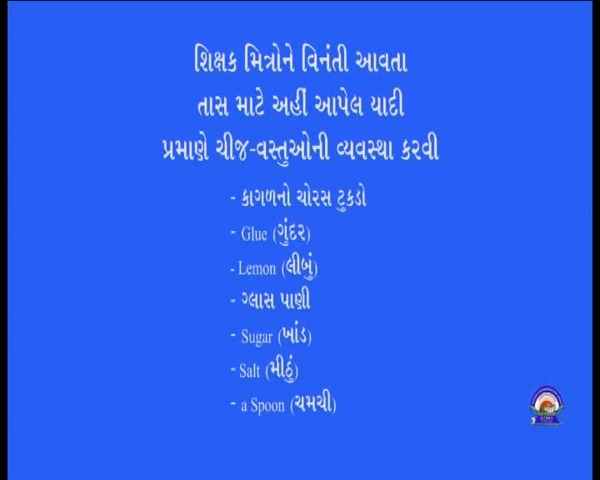 શિક્ષક મિત્રોને વિનંતી આવતા
તાસ માટે અહીં આપેલ યાદી
પ્રમાણે ચીજ-વસ્તુઓની વ્યવસ્થા કરવી
- કાગળનો ચોરસ ટુકડો
- Glue (ગુંદર)
- Lemon (લીબું)
- ગ્લાસ પાણી
- Sugar (ખાંડ)
- Salt (મીઠું)
- a Spoon (ચમચી)